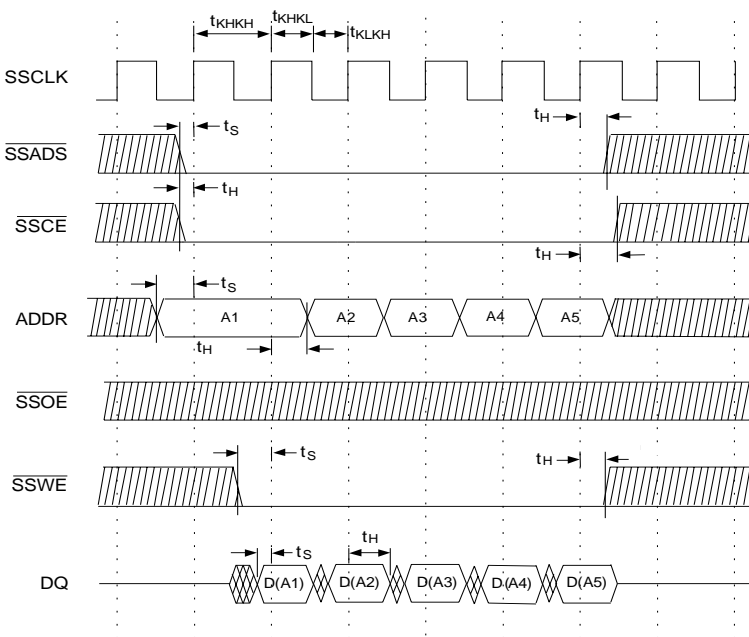 tKHKH tKHKL tKLKH
SSCLK
tS tH
SSADS
tH
SSCE
tH
tS
ADDR A1 A2 A3 A4 A5
tH
SSOE
tS tH
SSWE
tS tH
DQ D(A1) D(A2) D(A3) D(A4) D(A5)